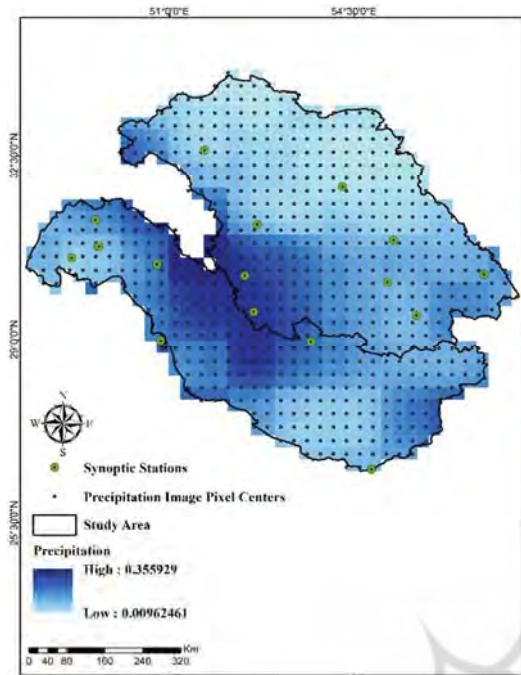 51°0'0"E 54°30'0"E
32°30'0"N
29°0'0"N
25°30'0"N
N
W E
S
Synoptic Stations
Precipitation Image Pixel Centers
Study Area
Precipitation
High : 0.355929
Low : 0.00962461
Km
0 40 80 160 240 320